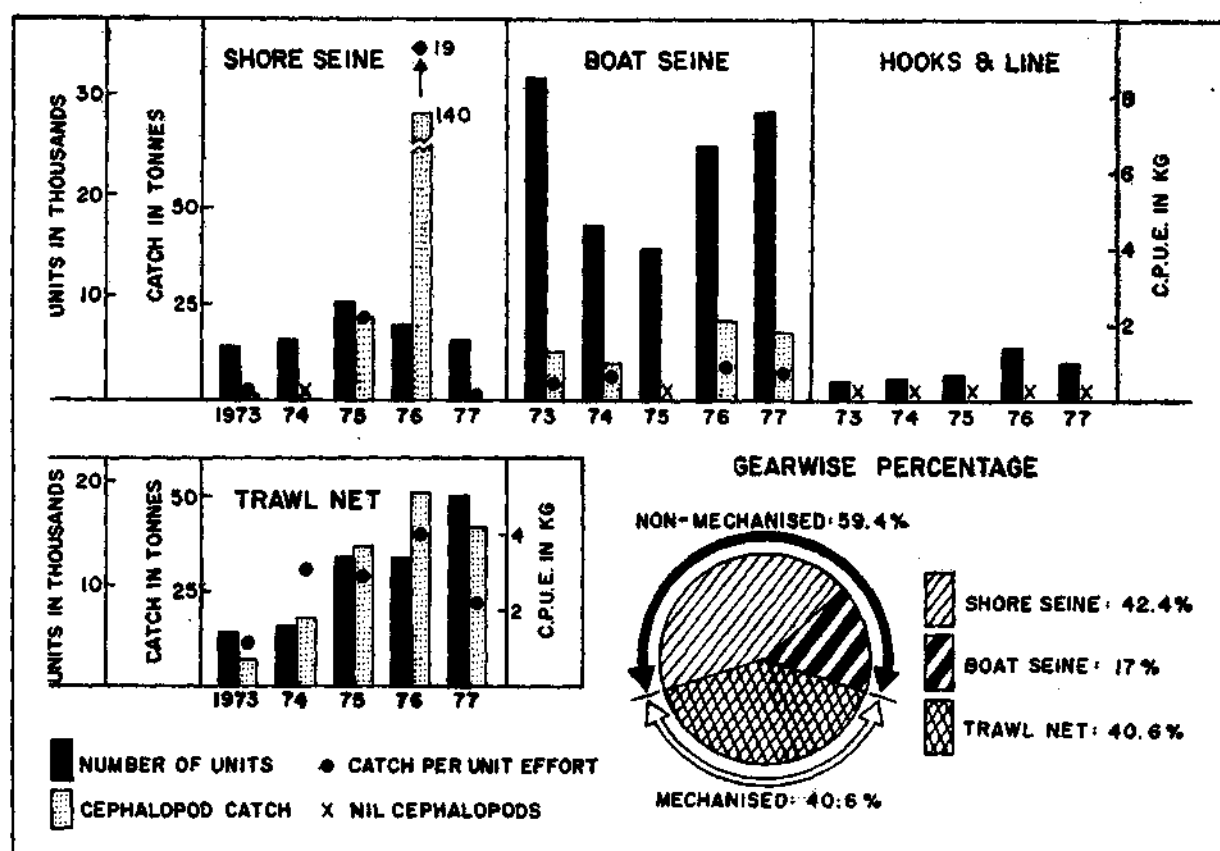 SHORE SEINE
BOAT SEINE
HOOKS & LINE
UNITS IN THOUSANDS
30
20
10
CATCH IN TONNES
50
25
19
140
8
6
4
2
C.P.U.E. IN KG
1973 74 75 76 77
73 74 75 76 77
73 74 75 76 77
TRAWL NET
UNITS IN THOUSANDS
20
10
CATCH IN TONNES
50
25
4
2
C.P.U.E. IN KG
1973 74 75 76 77
GEARWISE PERCENTAGE
NON-MECHANISED: 59.4%
SHORE SEINE: 42.4%
BOAT SEINE: 17%
TRAWL NET: 40.6%
MECHANISED: 40.6%
NUMBER OF UNITS
CATCH PER UNIT EFFORT
CEPHALOPOD CATCH
X NIL CEPHALOPODS